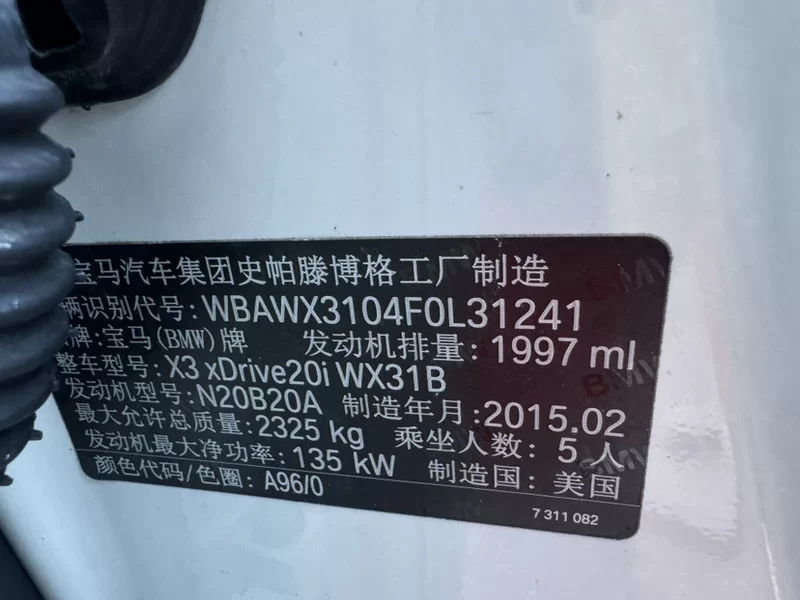 宝马汽车集团史帕滕博格工厂制造
车辆识别代号: WBAWX3104F0L31241
品牌: 宝马(BMW)牌 发动机排量: 1997 ml
整车型号: X3 xDrive20i WX31B
发动机型号: N20B20A 制造年月: 2015.02
最大允许总质量: 2325 kg 乘坐人数: 5 人
发动机最大净功率: 135 kW 制造国: 美国
颜色代码/色圈: A96/0
7 311 082